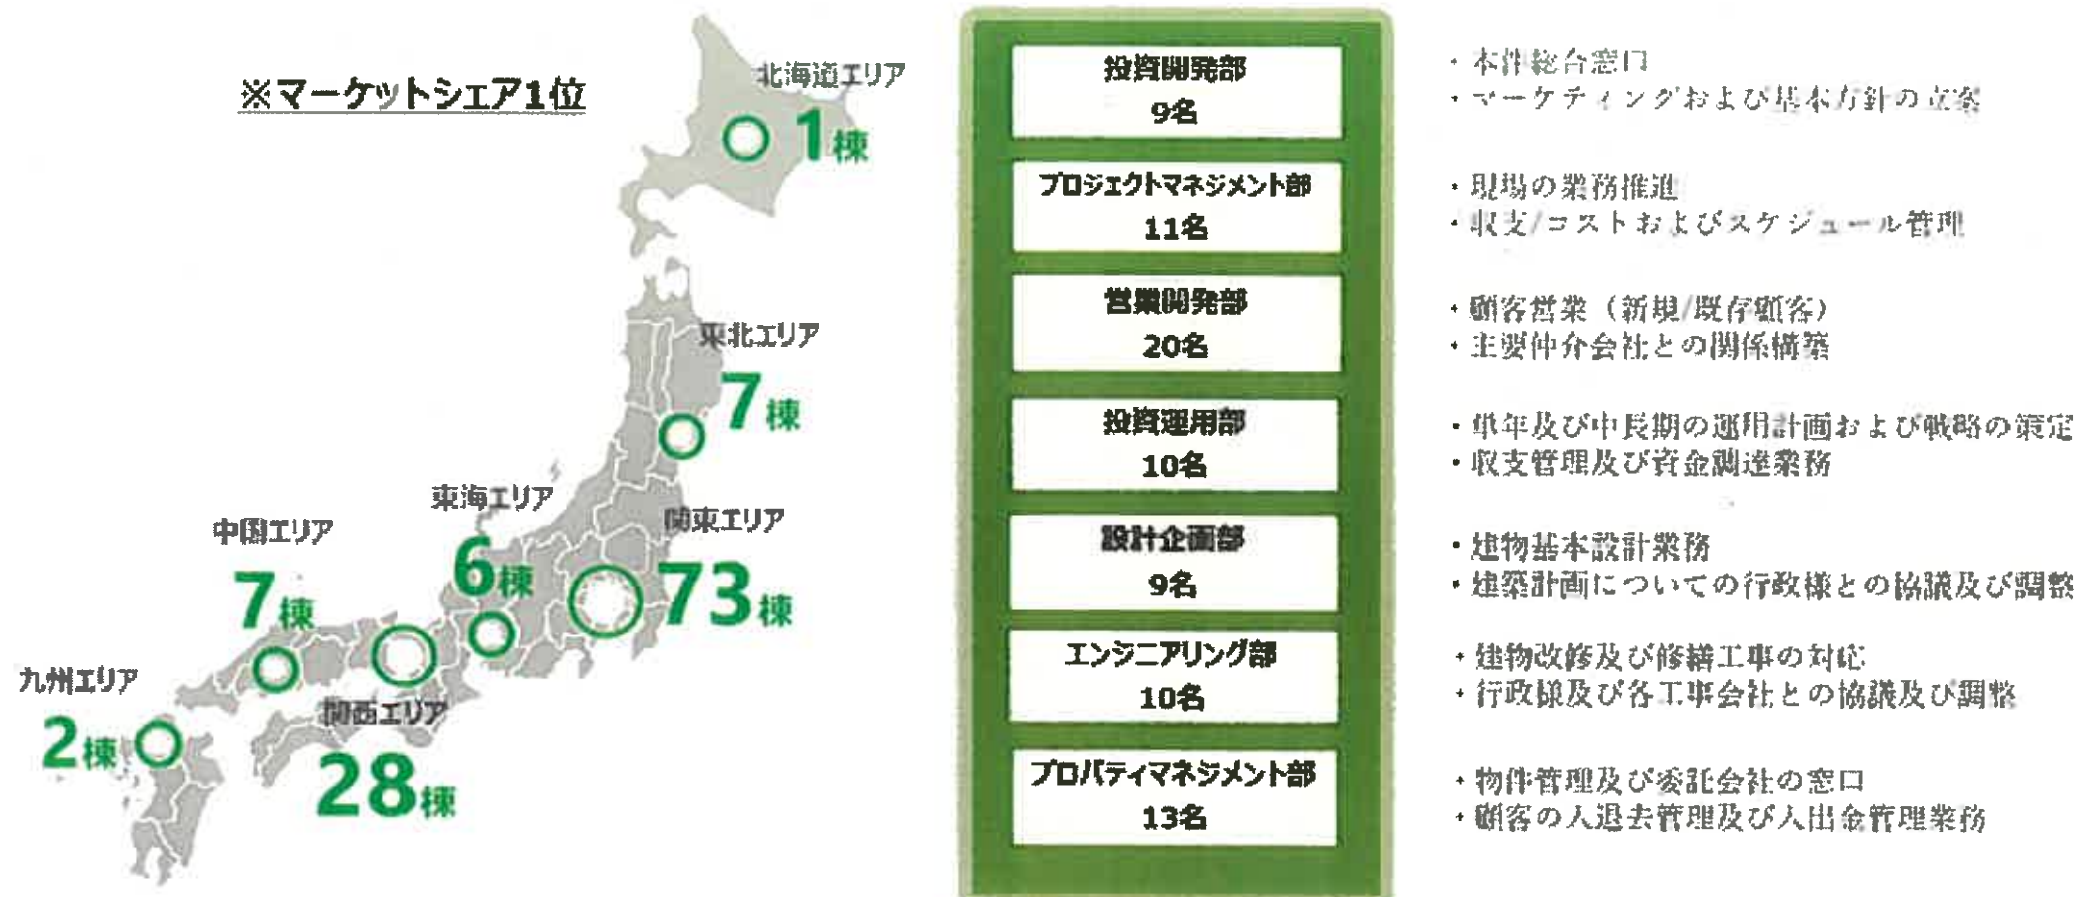 ※マーケットシェア1位
北海道エリア
1棟
東北エリア
7棟
東海エリア
6棟
関東エリア
73棟
中国エリア
7棟
九州エリア
2棟
関西エリア
28棟
投資開発部
9名
プロジェクトマネジメント部
11名
営業開発部
20名
投資運用部
10名
設計企画部
9名
エンジニアリング部
10名
プロパティマネジメント部
13名
・本件総合窓口
・マーケティングおよび基本方針の立案
・現場の業務推進
・収支/コストおよびスケジュール管理
・顧客営業（新規/既存顧客）
・主要仲介会社との関係構築
・単年及び中長期の運用計画および戦略の策定
・収支管理及び資金調達業務
・建物基本設計業務
・建築計画についての行政様との協議及び調整
・建物改修及び修繕工事の対応
・行政様及び各工事会社との協議及び調整
・物件管理及び委託会社の窓口
・顧客の入退去管理及び入出金管理業務